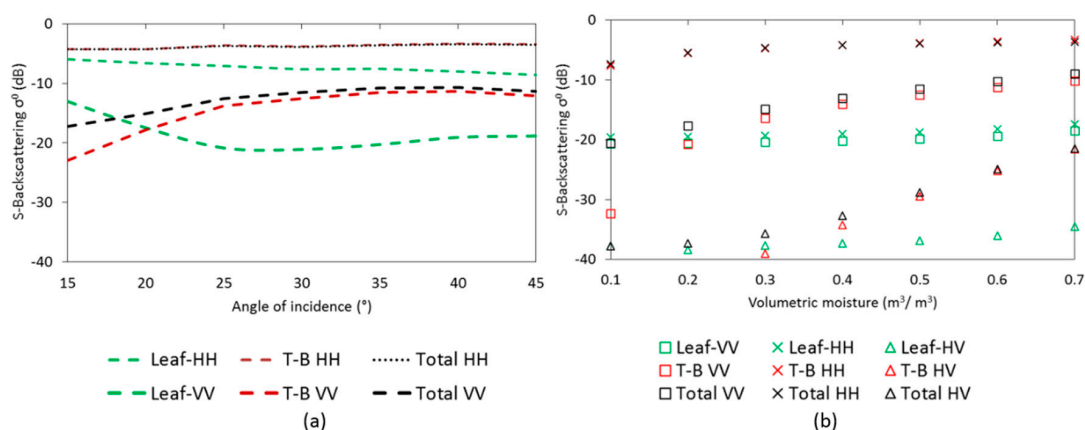 0
-10
-20
-30
-40
S-Backscattering σ⁰ (dB)
15 20 25 30 35 40 45
Angle of incidence (°)
Leaf-HH T-B HH Total HH
Leaf-VV T-B VV Total VV
(a)
0
-10
-20
-30
-40
S-Backscattering σ⁰ (dB)
0.1 0.2 0.3 0.4 0.5 0.6 0.7
Volumetric moisture (m³/ m³)
Leaf-VV Leaf-HH Leaf-HV
T-B VV T-B HH T-B HV
Total VV Total HH Total HV
(b)